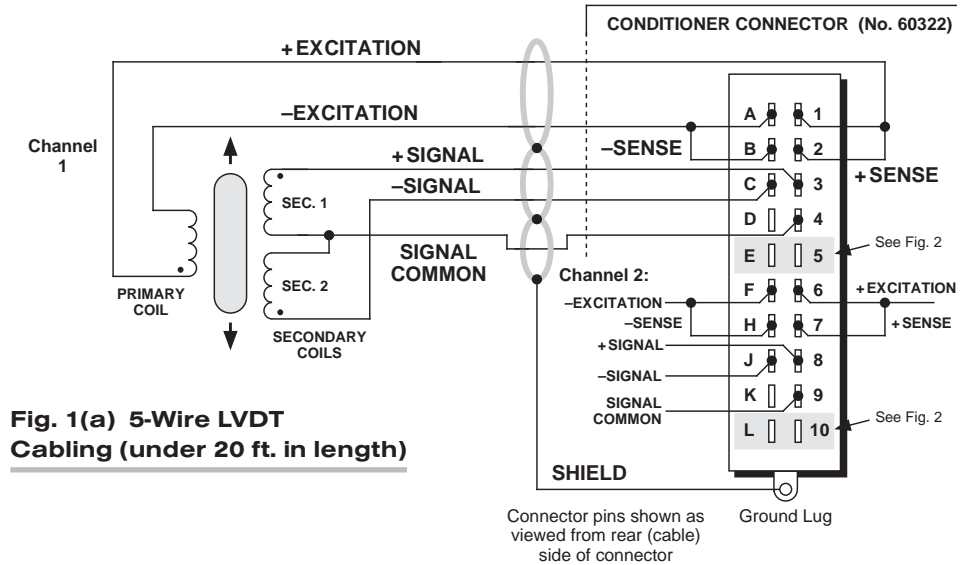 CONDITIONER CONNECTOR (No. 60322)
+EXCITATION
–EXCITATION
Channel
1
+SIGNAL
–SIGNAL
SEC. 1
SIGNAL
COMMON
SEC. 2
PRIMARY
COIL
SECONDARY
COILS
–SENSE
+SENSE
A 1
B 2
C 3
D 4
E 5
See Fig. 2
Channel 2:
–EXCITATION
F 6
+EXCITATION
–SENSE
H 7
+SENSE
+SIGNAL
J 8
–SIGNAL
K 9
SIGNAL
COMMON
L 10
See Fig. 2
Fig. 1(a) 5-Wire LVDT
Cabling (under 20 ft. in length)
SHIELD
Connector pins shown as
viewed from rear (cable)
side of connector
Ground Lug